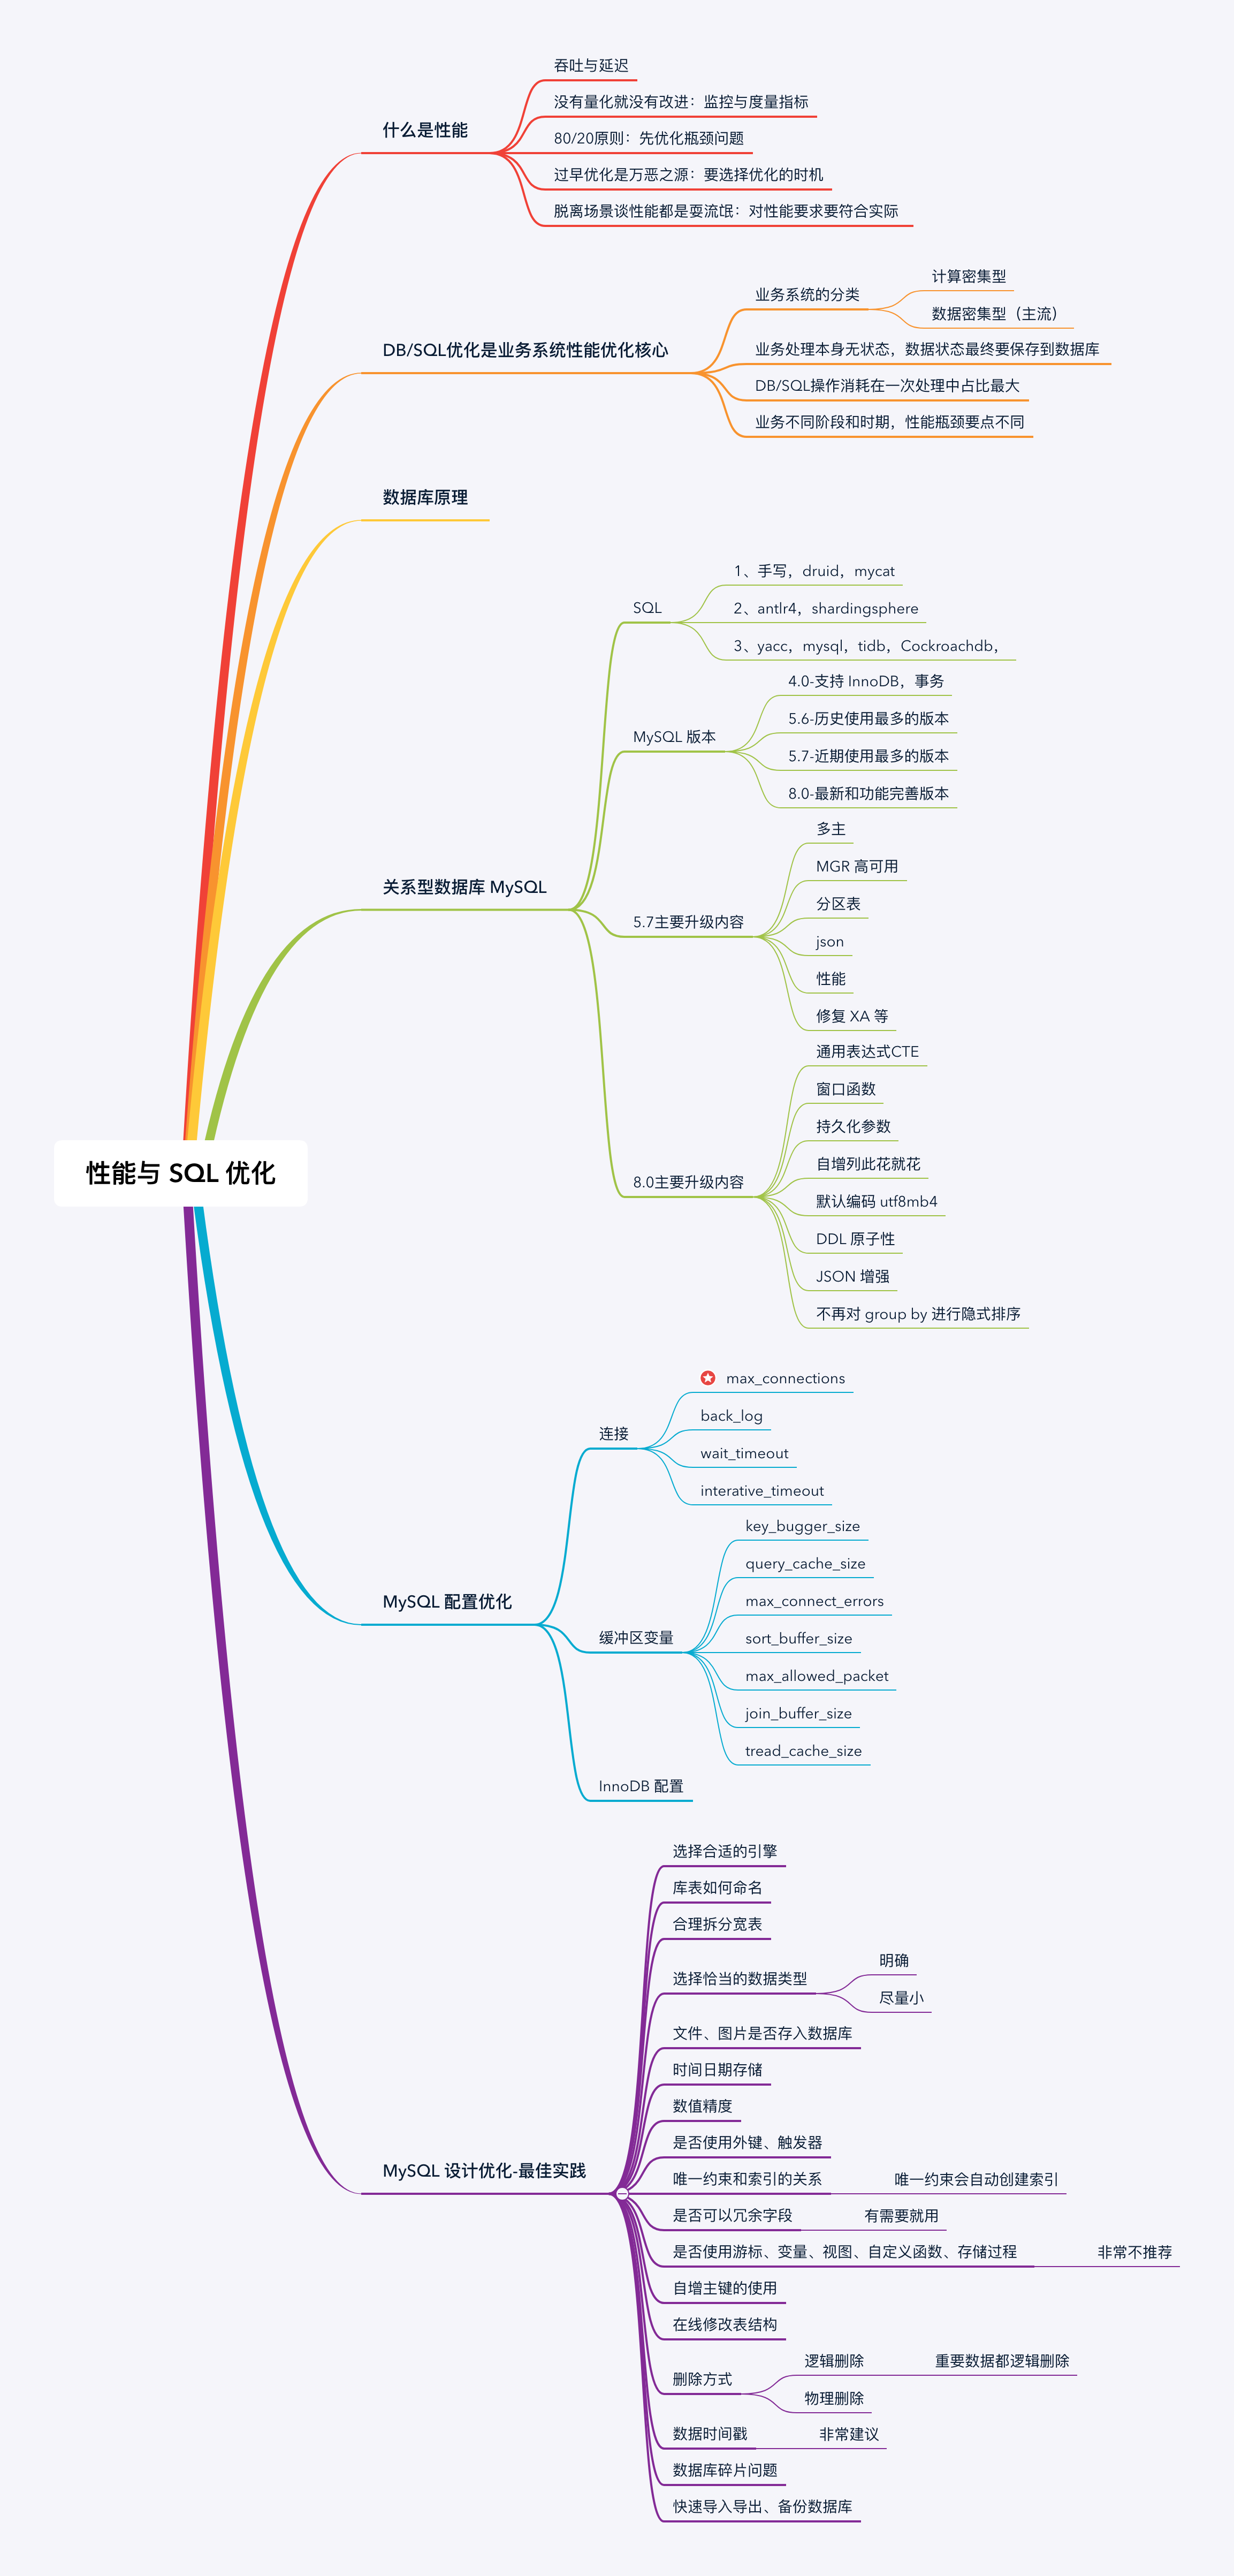 吞吐与延迟
没有量化就没有改进：监控与度量指标
什么是性能
80/20原则：先优化瓶颈问题
过早优化是万恶之源：要选择优化的时机
脱离场景谈性能都是耍流氓：对性能要求要符合实际
计算密集型
业务系统的分类
数据密集型（主流）
DB/SQL优化是业务系统性能优化核心
业务处理本身无状态，数据状态最终要保存到数据库
DB/SQL操作消耗在一次处理中占比最大
业务不同阶段和时期，性能瓶颈要点不同
数据库原理
1、手写，druid，mycat
SQL
2、antlr4，shardingsphere
3、yacc，mysql，tidb，Cockroachdb，
4.0-支持 InnoDB，事务
5.6-历史使用最多的版本
MySQL 版本
5.7-近期使用最多的版本
8.0-最新和功能完善版本
多主
MGR 高可用
关系型数据库 MySQL
分区表
5.7主要升级内容
json
性能
修复 XA 等
通用表达式CTE
窗口函数
持久化参数
自增列此花就花
8.0主要升级内容
默认编码 utf8mb4
DDL 原子性
JSON 增强
不再对 group by 进行隐式排序
性能与 SQL 优化
max_connections
back_log
连接
wait_timeout
interative_timeout
key_bugger_size
query_cache_size
MySQL 配置优化
max_connect_errors
缓冲区变量
sort_buffer_size
max_allowed_packet
join_buffer_size
tread_cache_size
InnoDB 配置
选择合适的引擎
库表如何命名
合理拆分宽表
明确
选择恰当的数据类型
尽量小
文件、图片是否存入数据库
时间日期存储
数值精度
是否使用外键、触发器
MySQL 设计优化-最佳实践
唯一约束和索引的关系
唯一约束会自动创建索引
是否可以冗余字段
有需要就用
是否使用游标、变量、视图、自定义函数、存储过程
非常不推荐
自增主键的使用
在线修改表结构
逻辑删除
重要数据都逻辑删除
删除方式
物理删除
数据时间戳
非常建议
数据库碎片问题
快速导入导出、备份数据库